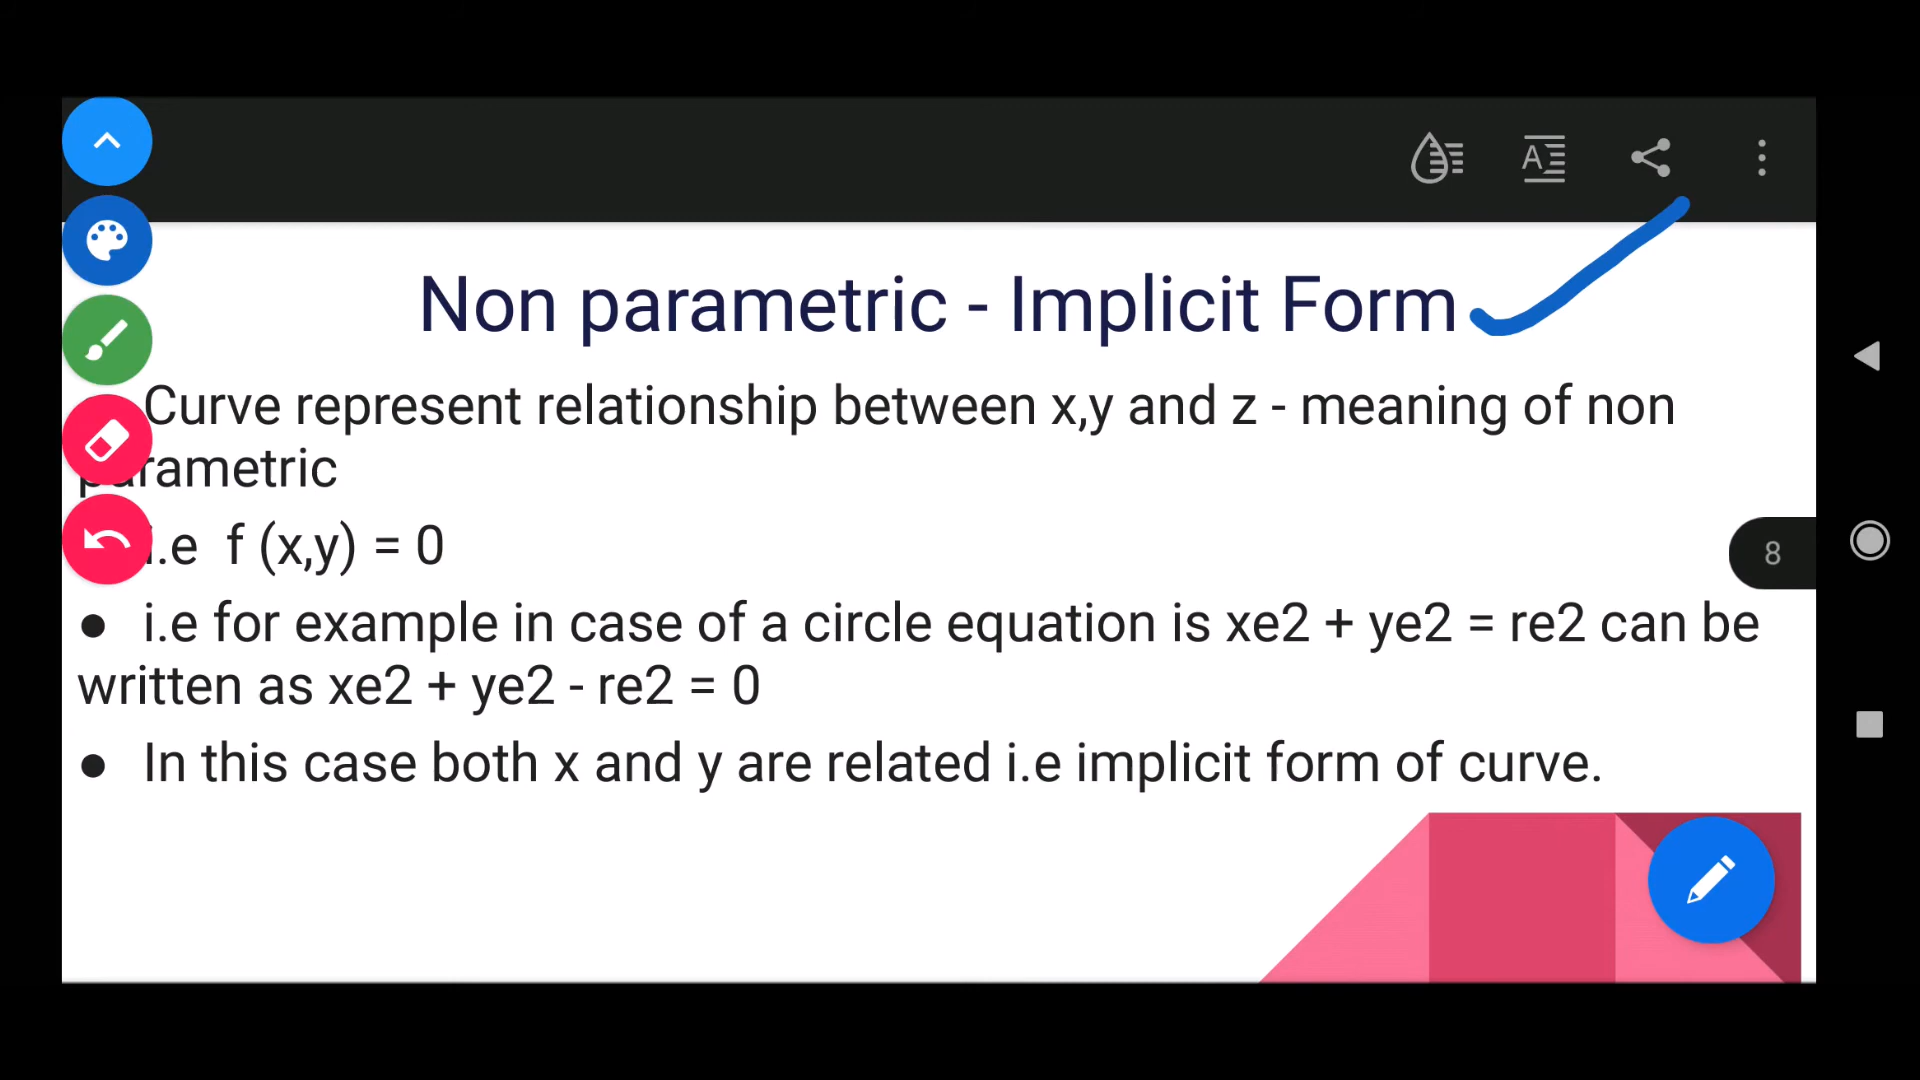 Non parametric - Implicit Form
Curve represent relationship between x,y and z - meaning of non
parametric
i.e f (x,y) = 0
8
● i.e for example in case of a circle equation is xe2 + ye2 = re2 can be
written as xe2 + ye2 - re2 = 0
● In this case both x and y are related i.e implicit form of curve.